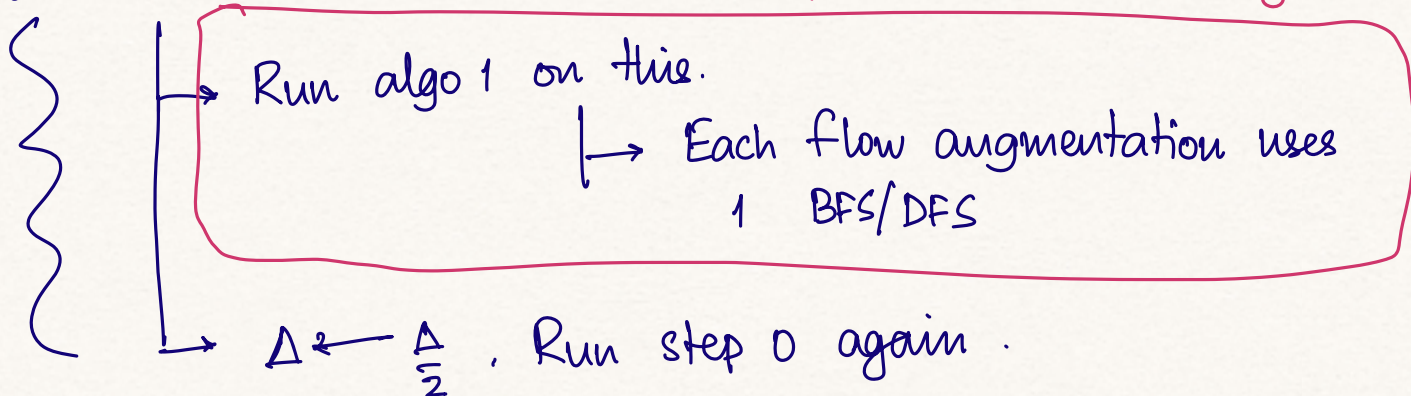 Run algo 1 on this.
Each flow augmentation uses
1 BFS/DFS
Δ ← Δ/2 . Run step 0 again .